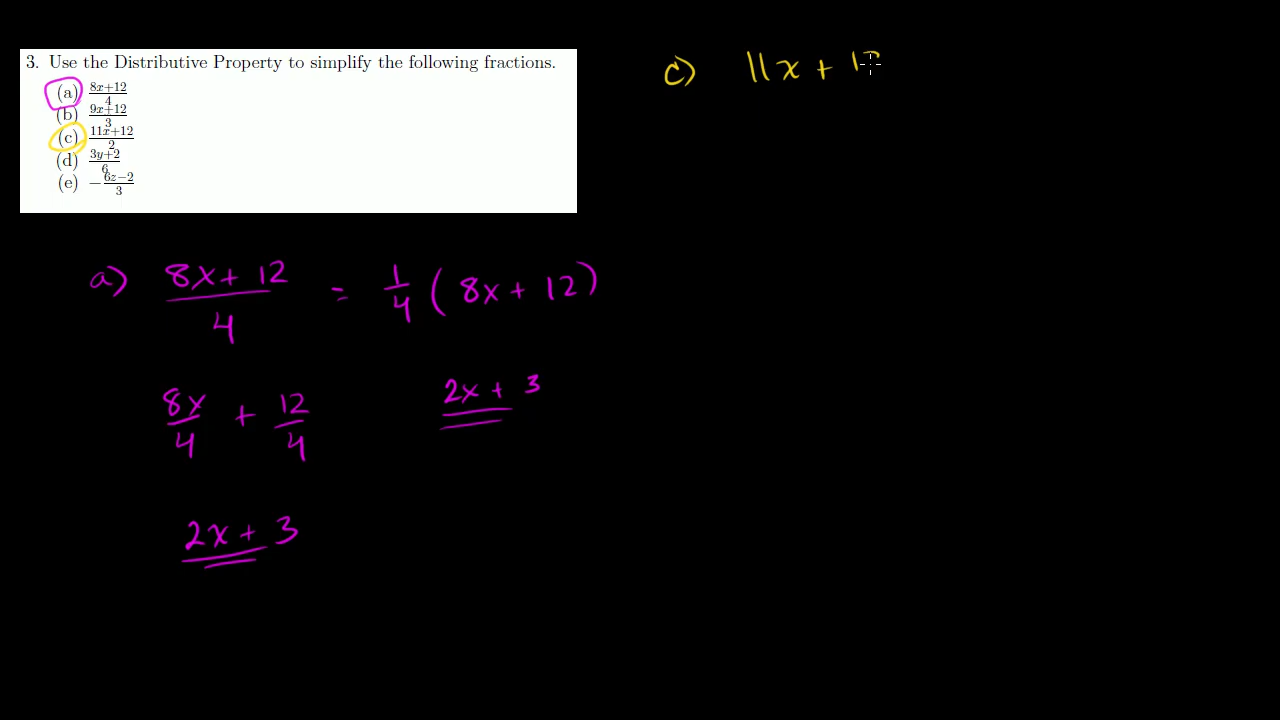 3. Use the Distributive Property to simplify the following fractions.
(a) 8x+12/4
(b) 9x+12/3
(c) 11x+12/2
(d) 3y+2/6
(e) −6z−2/3
c) 11x + 1
a) 8x + 12/4 = 1/4 (8x + 12)
8x/4 + 12/4
2x + 3
2x + 3